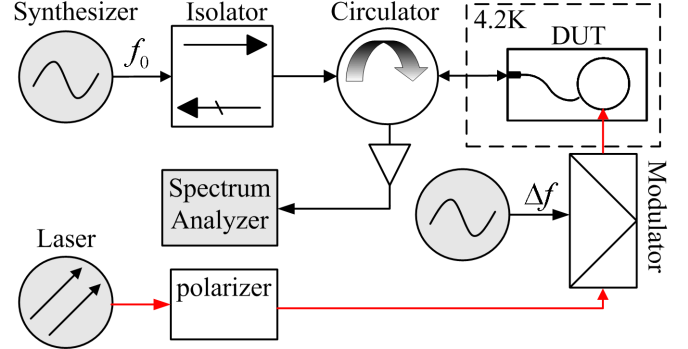 Synthesizer
Isolator
Circulator
4.2K
DUT
f0
Spectrum
Analyzer
Δf
Modulator
Laser
polarizer